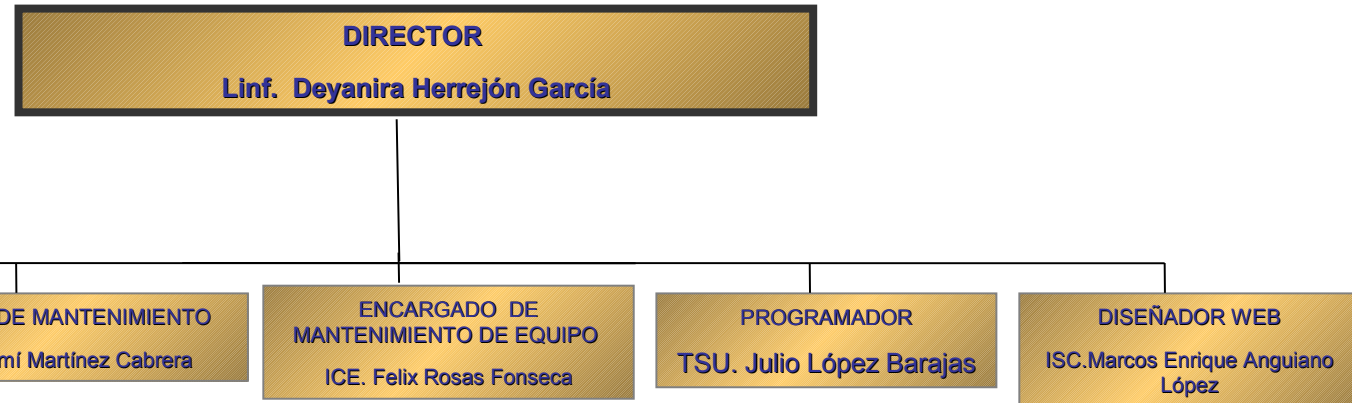 DIRECTOR
Linf. Deyanira Herrejón García
DE MANTENIMIENTO
Martínez Cabrera
ENCARGADO DE
MANTENIMIENTO DE EQUIPO
ICE. Felix Rosas Fonseca
PROGRAMADOR
TSU. Julio López Barajas
DISEÑADOR WEB
ISC.Marcos Enrique Anguiano
López